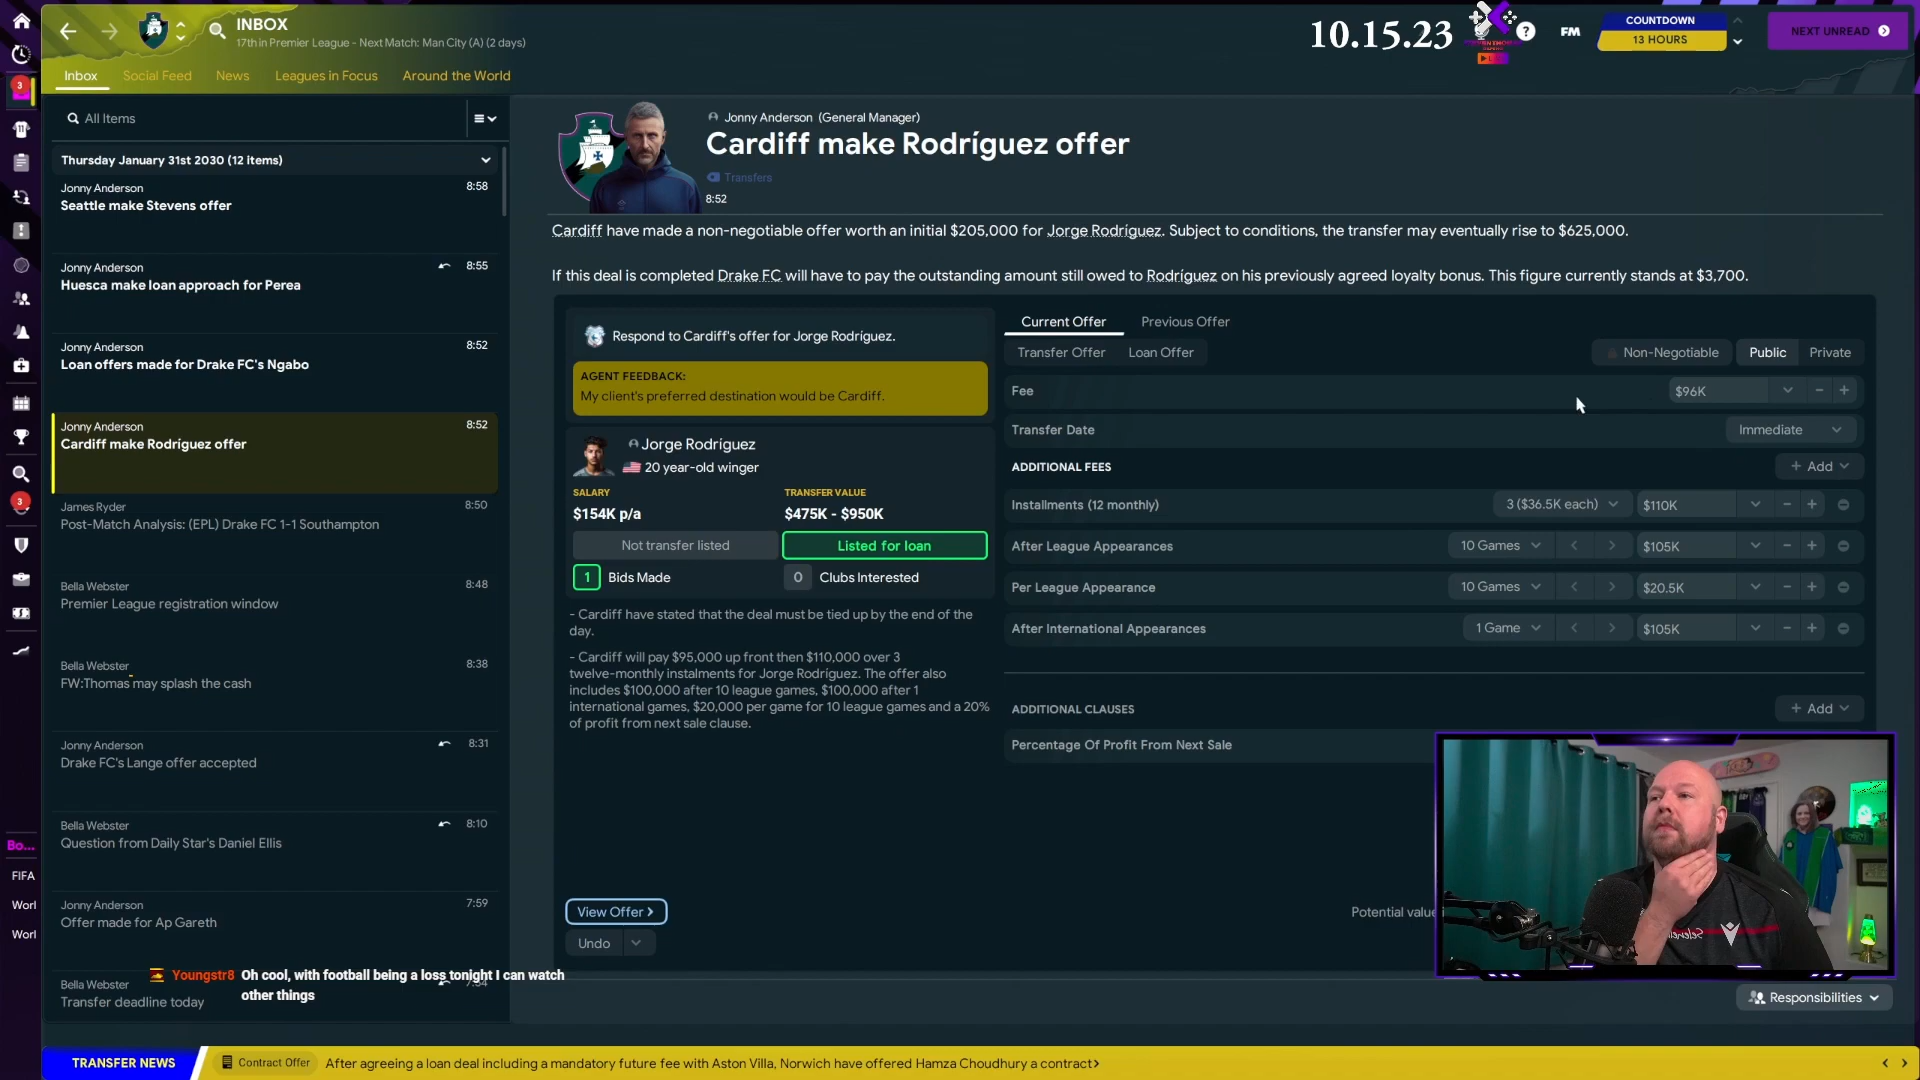 INBOX
17th in Premier League - Next Match: Man City (A) (2 days)
10.15.23
?
FM
COUNTDOWN
13 HOURS
NEXT UNREAD
Inbox
Social Feed
News
Leagues in Focus
Around the World
3
All Items
Thursday January 31st 2030 (12 items)
Jonny Anderson
8:58
Seattle make Stevens offer
Jonny Anderson
8:55
Huesca make loan approach for Perea
Jonny Anderson
8:52
Loan offers made for Drake FC's Ngabo
Jonny Anderson
8:52
Cardiff make Rodríguez offer
James Ryder
8:50
Post-Match Analysis: (EPL) Drake FC 1-1 Southampton
Bella Webster
8:48
Premier League registration window
Bella Webster
8:38
FW:Thomas may splash the cash
Jonny Anderson
8:31
Drake FC's Lange offer accepted
Bella Webster
8:10
Question from Daily Star's Daniel Ellis
Jonny Anderson
7:59
Offer made for Ap Gareth
Bella Webster
Transfer deadline today
3
Bo...
FIFA
Worl
Worl
Youngstr8 Oh cool, with football being a loss tonight I can watch
other things
Jonny Anderson (General Manager)
Cardiff make Rodríguez offer
Transfers
8:52
Cardiff have made a non-negotiable offer worth an initial $205,000 for Jorge Rodríguez. Subject to conditions, the transfer may eventually rise to $625,000.
If this deal is completed Drake FC will have to pay the outstanding amount still owed to Rodríguez on his previously agreed loyalty bonus. This figure currently stands at $3,700.
Respond to Cardiff's offer for Jorge Rodríguez.
AGENT FEEDBACK:
My client's preferred destination would be Cardiff.
Jorge Rodríguez
20 year-old winger
SALARY
TRANSFER VALUE
$154K p/a
$475K - $950K
Not transfer listed
Listed for loan
1
Bids Made
0
Clubs Interested
- Cardiff have stated that the deal must be tied up by the end of the
day.
- Cardiff will pay $95,000 up front then $110,000 over 3
twelve-monthly instalments for Jorge Rodríguez. The offer also
includes $100,000 after 10 league games, $100,000 after 1
international games, $20,000 per game for 10 league games and a 20%
of profit from next sale clause.
View Offer >
Undo
Current Offer
Previous Offer
Transfer Offer
Loan Offer
Non-Negotiable
Public
Private
Fee
$96K
Transfer Date
Immediate
ADDITIONAL FEES
+ Add
Installments (12 monthly)
3 ($36.5K each)
$110K
After League Appearances
10 Games
$105K
Per League Appearance
10 Games
$20.5K
After International Appearances
1 Game
$105K
ADDITIONAL CLAUSES
+ Add
Percentage Of Profit From Next Sale
Potential value
Responsibilities
TRANSFER NEWS
Contract Offer
After agreeing a loan deal including a mandatory future fee with Aston Villa, Norwich have offered Hamza Choudhury a contract>